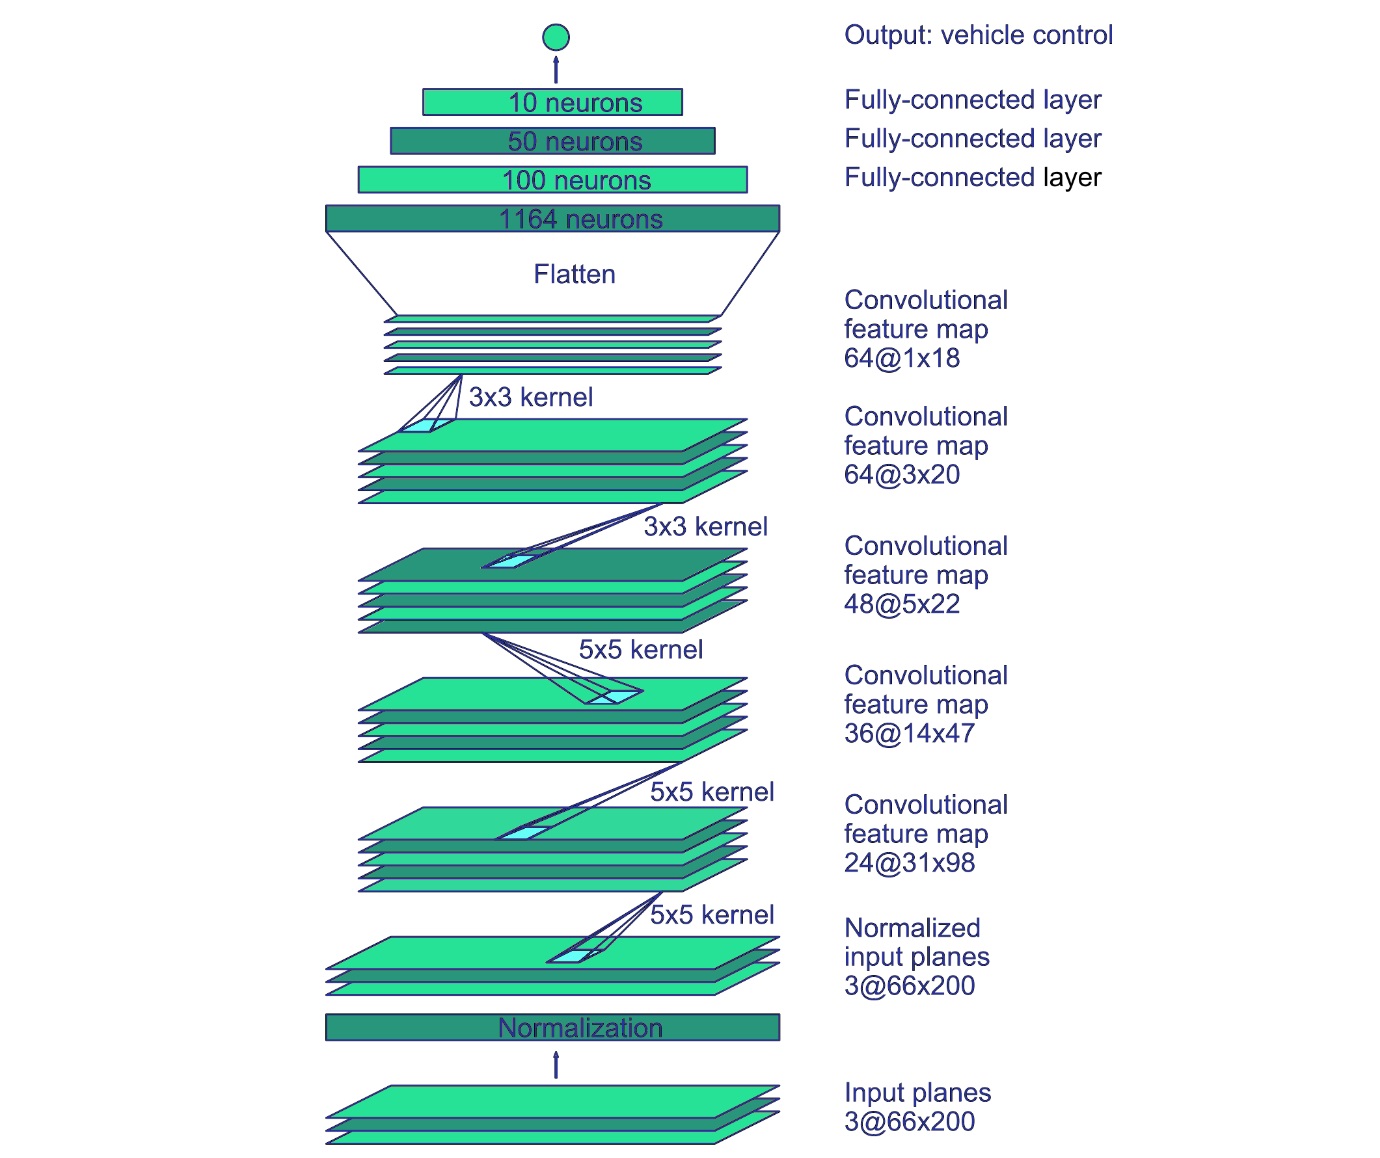 Output: vehicle control
10 neurons
Fully-connected layer
50 neurons
Fully-connected layer
100 neurons
Fully-connected layer
1164 neurons
Flatten
Convolutional
feature map
64@1x18
3x3 kernel
Convolutional
feature map
64@3x20
3x3 kernel
Convolutional
feature map
48@5x22
5x5 kernel
Convolutional
feature map
36@14x47
5x5 kernel
Convolutional
feature map
24@31x98
5x5 kernel
Normalized
input planes
3@66x200
Normalization
Input planes
3@66x200